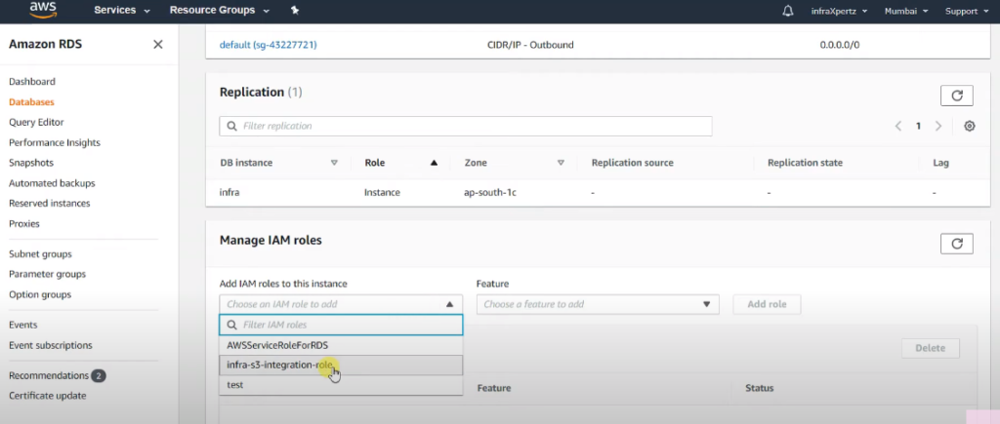 aws Services Resource Groups infraXpertz Mumbai Support
Amazon RDS
Dashboard
Databases
Query Editor
Performance Insights
Snapshots
Automated backups
Reserved instances
Proxies
Subnet groups
Parameter groups
Option groups
Events
Event subscriptions
Recommendations 2
Certificate update
default (sg-43227721) CIDR/IP - Outbound 0.0.0.0/0
Replication (1)
Filter replication
1
DB instance Role Zone Replication source Replication state Lag
infra Instance ap-south-1c - - -
Manage IAM roles
Add IAM roles to this instance Feature
Choose an IAM role to add Choose a feature to add Add role
Filter IAM roles
AWSServiceRoleForRDS
Delete
infra-s3-integration-role
test
Feature Status